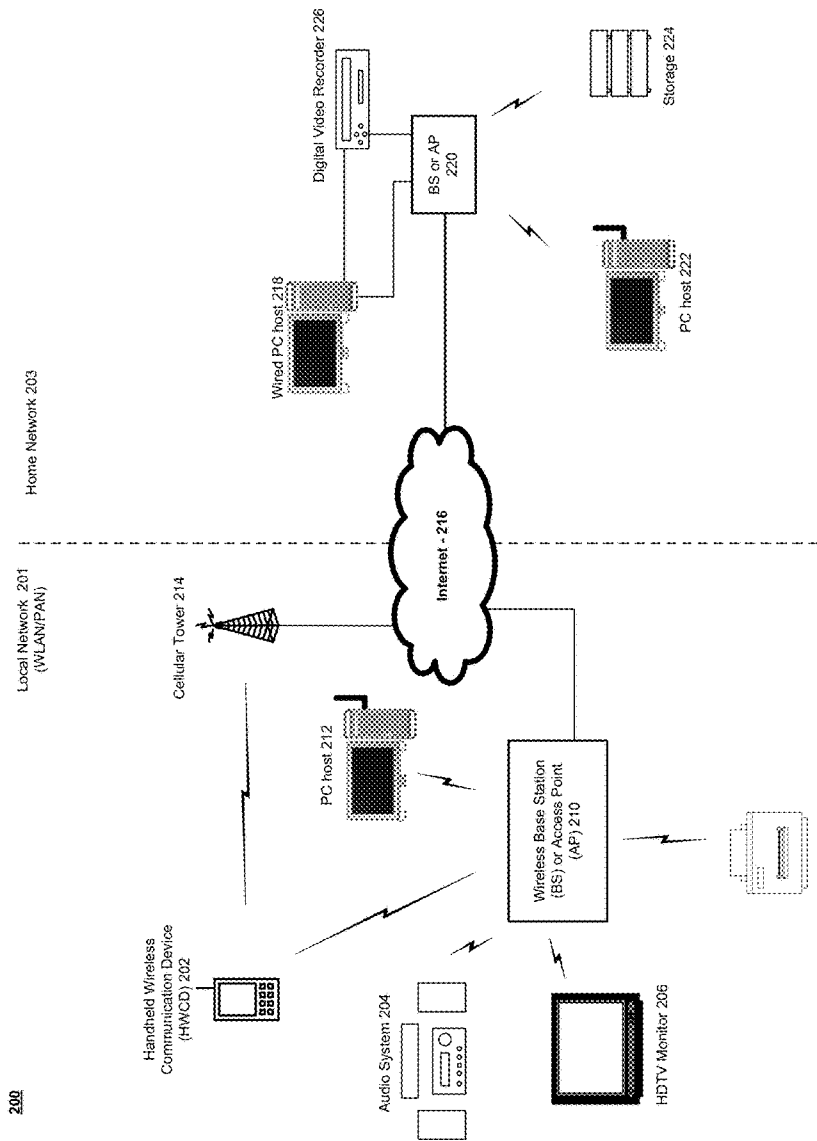 200
Local Network 201
(WLAN/PAN)
Home Network 203
Handheld Wireless
Communication Device
(HWCD) 202
Cellular Tower 214
Wired PC host 218
Digital Video Recorder 226
PC host 212
Audio System 204
Internet - 216
BS or AP
220
Wireless Base Station
(BS) or Access Point
(AP) 210
HDTV Monitor 206
PC host 222
Storage 224